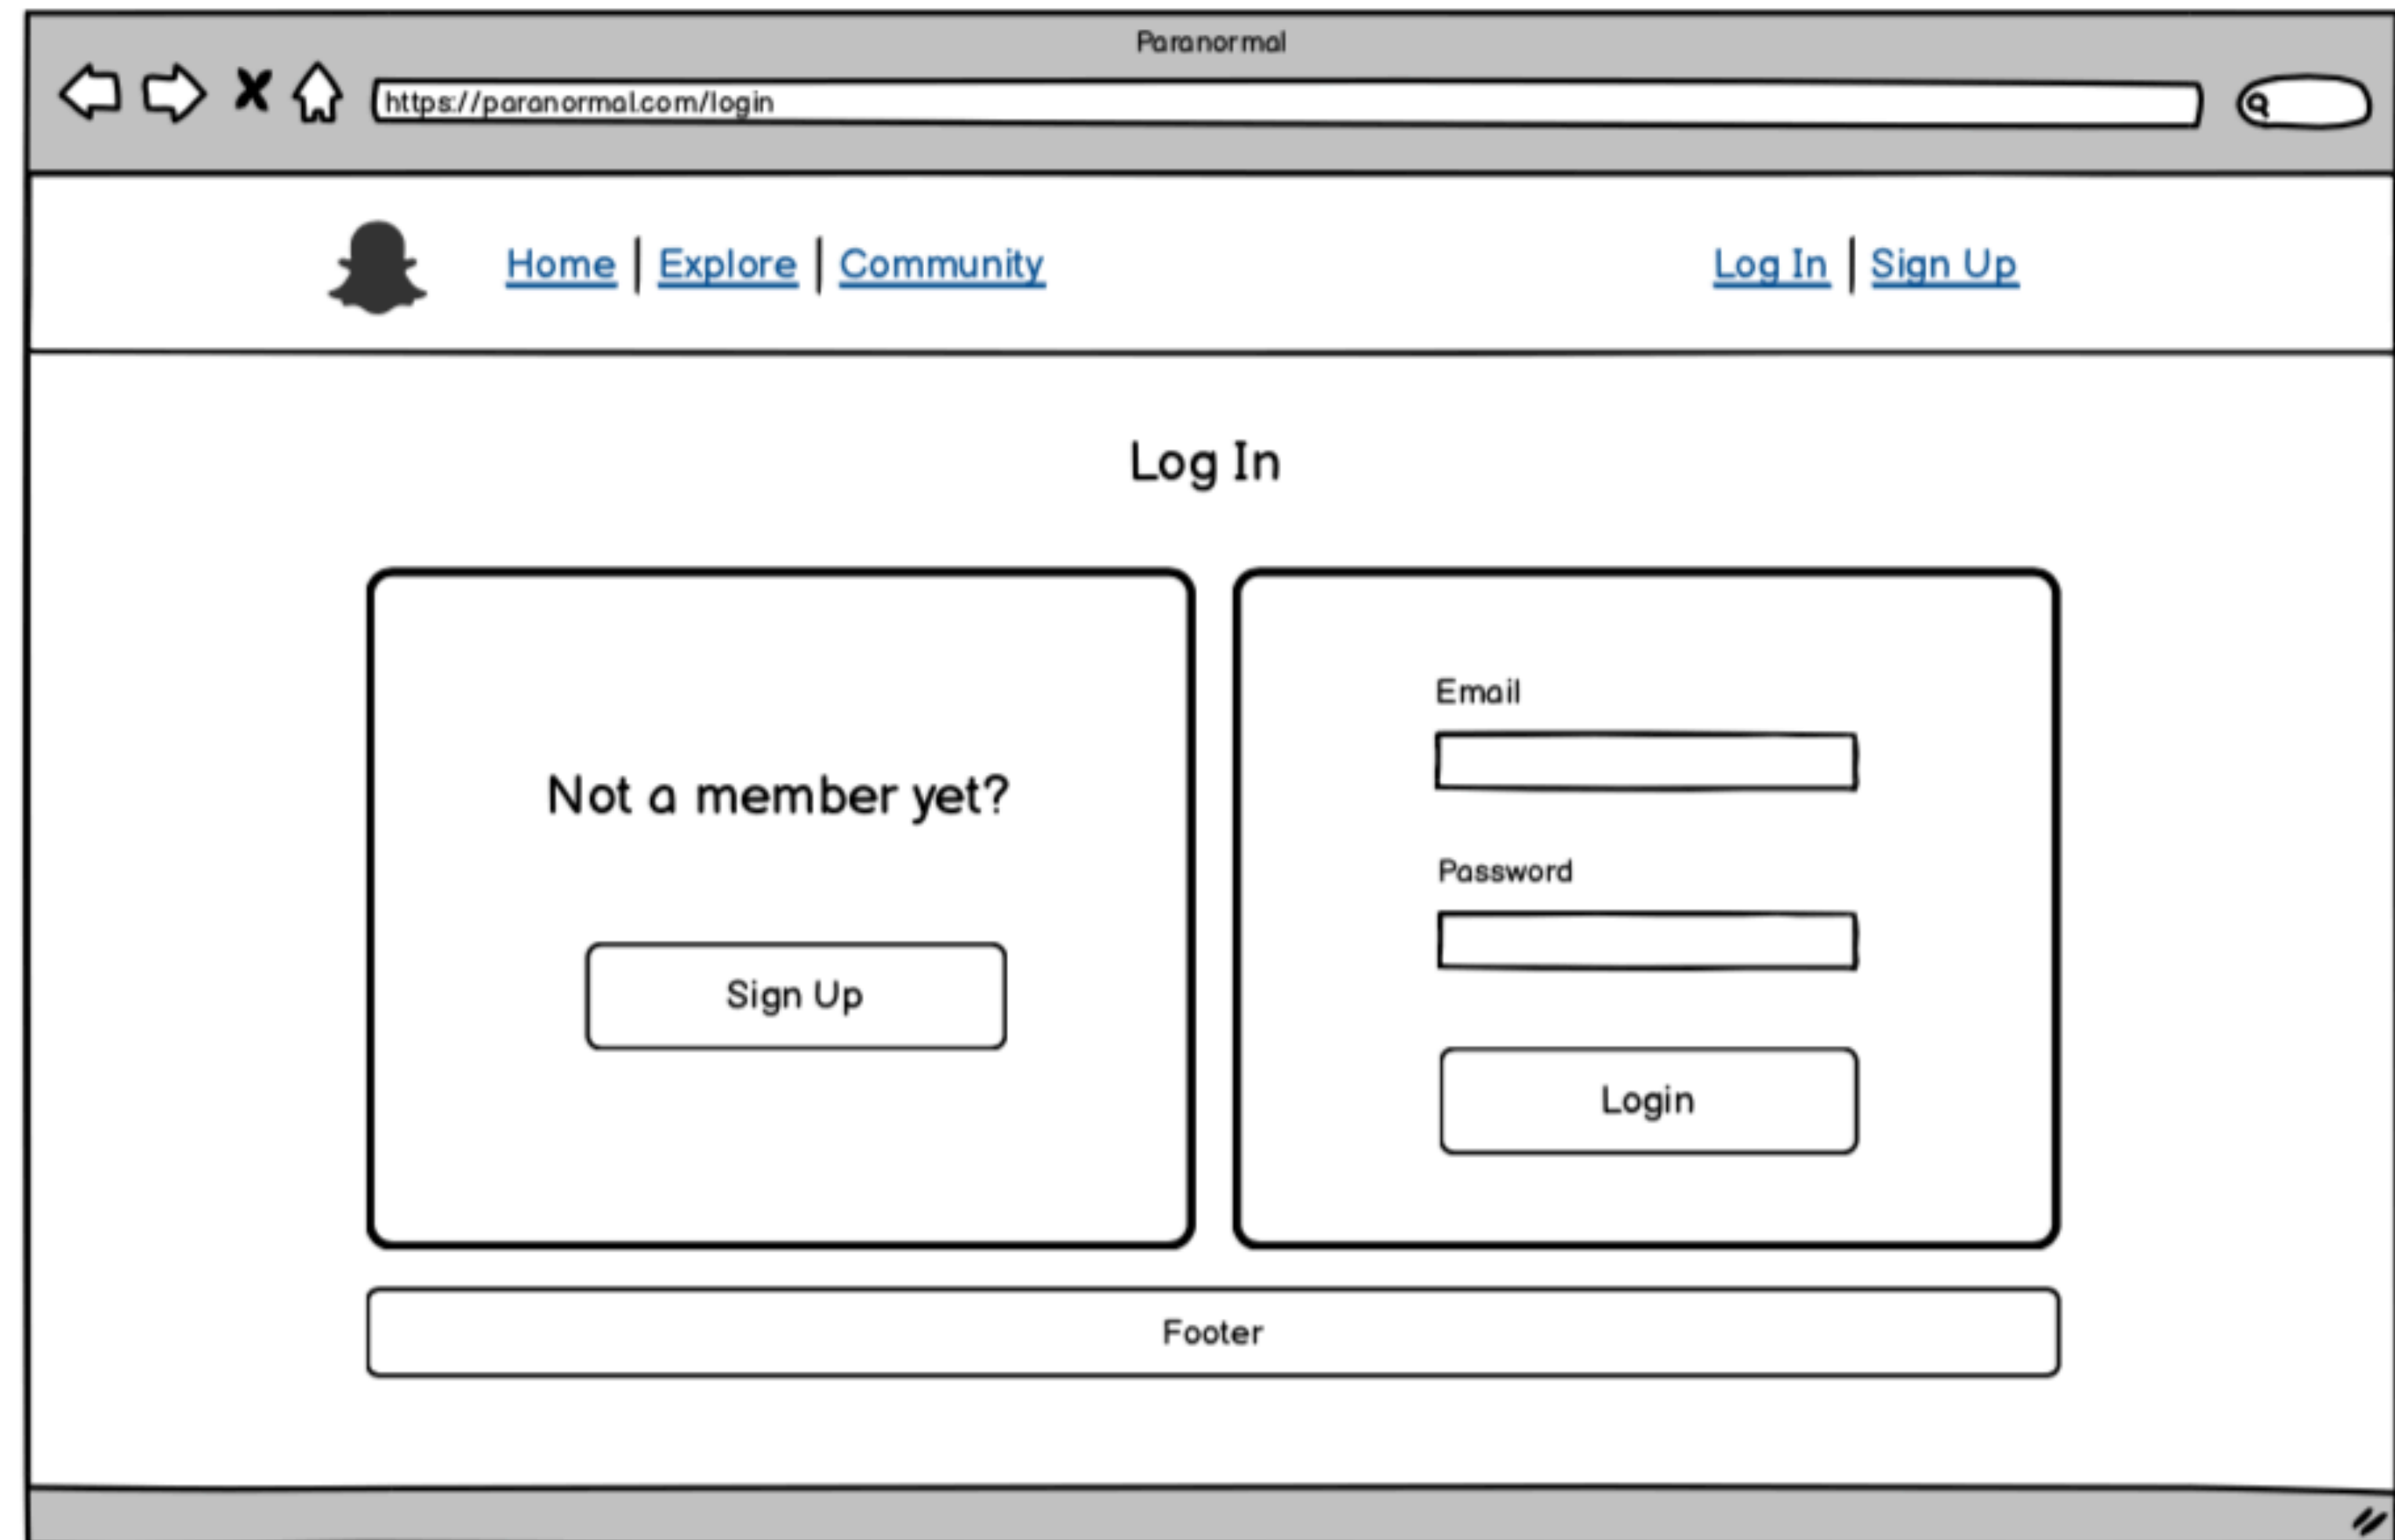 Paranormal
https://paranormal.com/login
Home | Explore | Community
Log In | Sign Up
Log In
Not a member yet?
Sign Up
Email
Password
Login
Footer